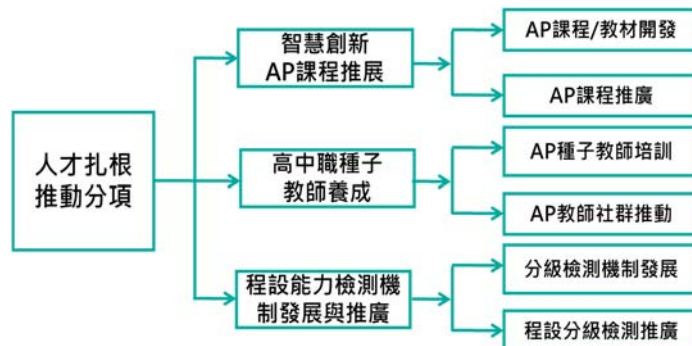 人才扎根
推動分項
智慧創新
AP課程推展
AP課程/教材開發
AP課程推廣
高中職種子
教師養成
AP種子教師培訓
AP教師社群推動
程設能力檢測機
制發展與推廣
分級檢測機制發展
程設分級檢測推廣